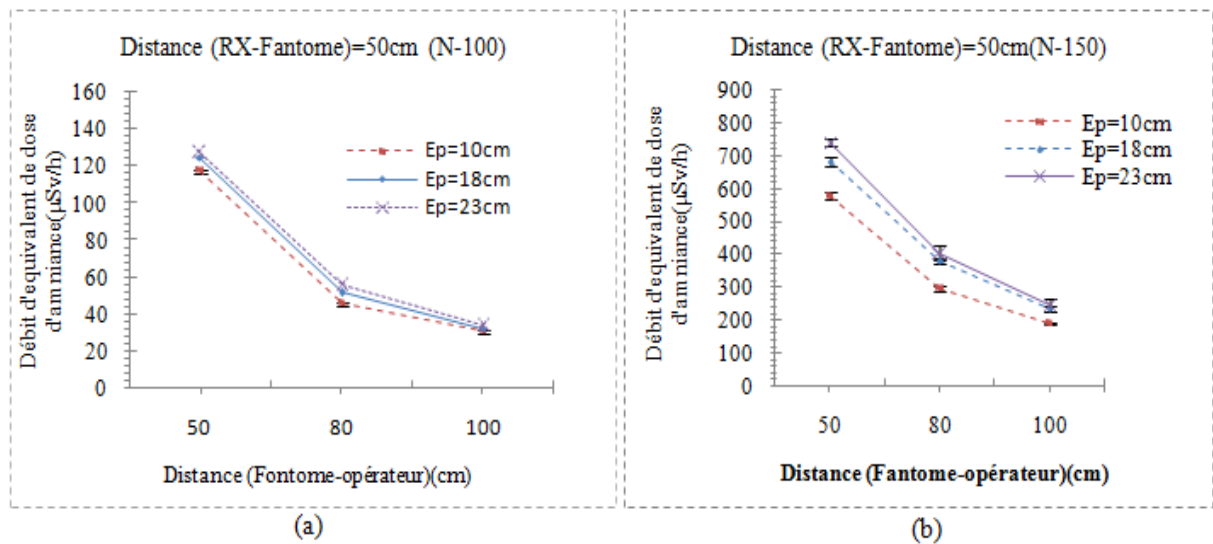 Distance (RX-Fantome)=50cm (N-100)
Débit d'equivalent de dose
d'amniance(µSv/h)
160
140
120
100
80
60
40
20
0
Ep=10cm
Ep=18cm
Ep=23cm
50
80
100
Distance (Fontome-opérateur)(cm)
(a)
Distance (RX-Fantome)=50cm(N-150)
Débit d'equivalent de dose
d'amniance(µSv/h)
900
800
700
600
500
400
300
200
100
0
Ep=10cm
Ep=18cm
Ep=23cm
50
80
100
Distance (Fantome-opérateur)(cm)
(b)